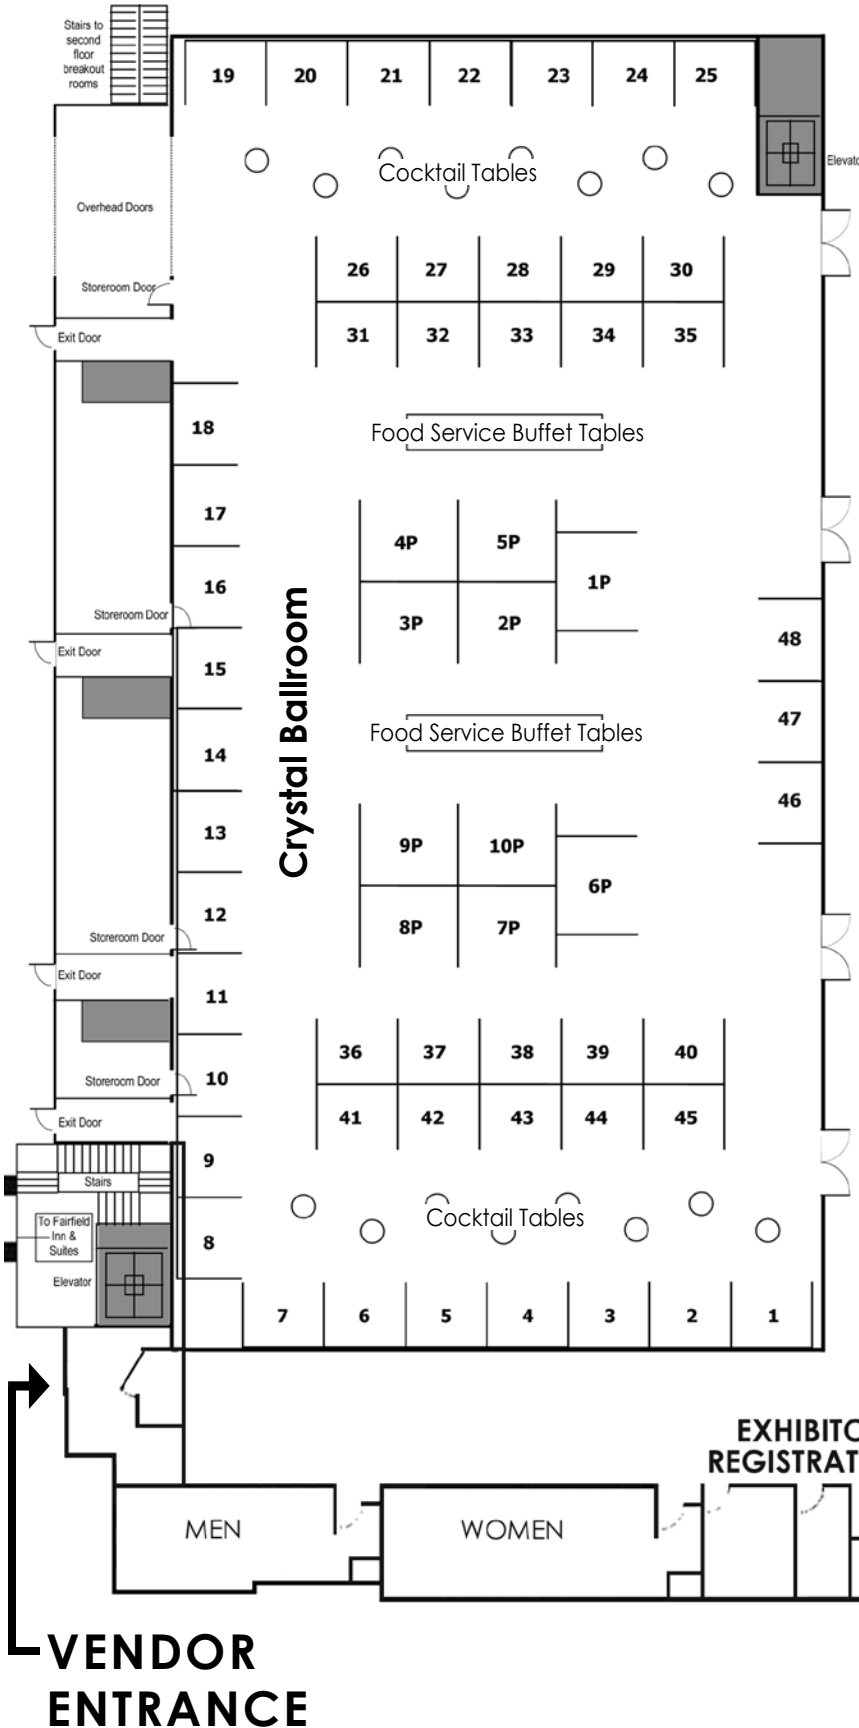 Stairs to
second
floor
breakout
rooms
19 20 21 22 23 24 25
Elevato
Cocktail Tables
Overhead Doors
Storeroom Door
Exit Door
26 27 28 29 30
31 32 33 34 35
18
Food Service Buffet Tables
17
4P 5P
1P
16
Storeroom Door
3P 2P
Exit Door
48
15
Crystal Ballroom
47
Food Service Buffet Tables
14
46
13
9P 10P
6P
12
8P 7P
Storeroom Door
Exit Door
11
36 37 38 39 40
10
Storeroom Door
41 42 43 44 45
Exit Door
9
Stairs
Cocktail Tables
To Fairfield
Inn &
Suites
8
Elevator
7 6 5 4 3 2 1
EXHIBITO
REGISTRAT
MEN
WOMEN
VENDOR
ENTRANCE